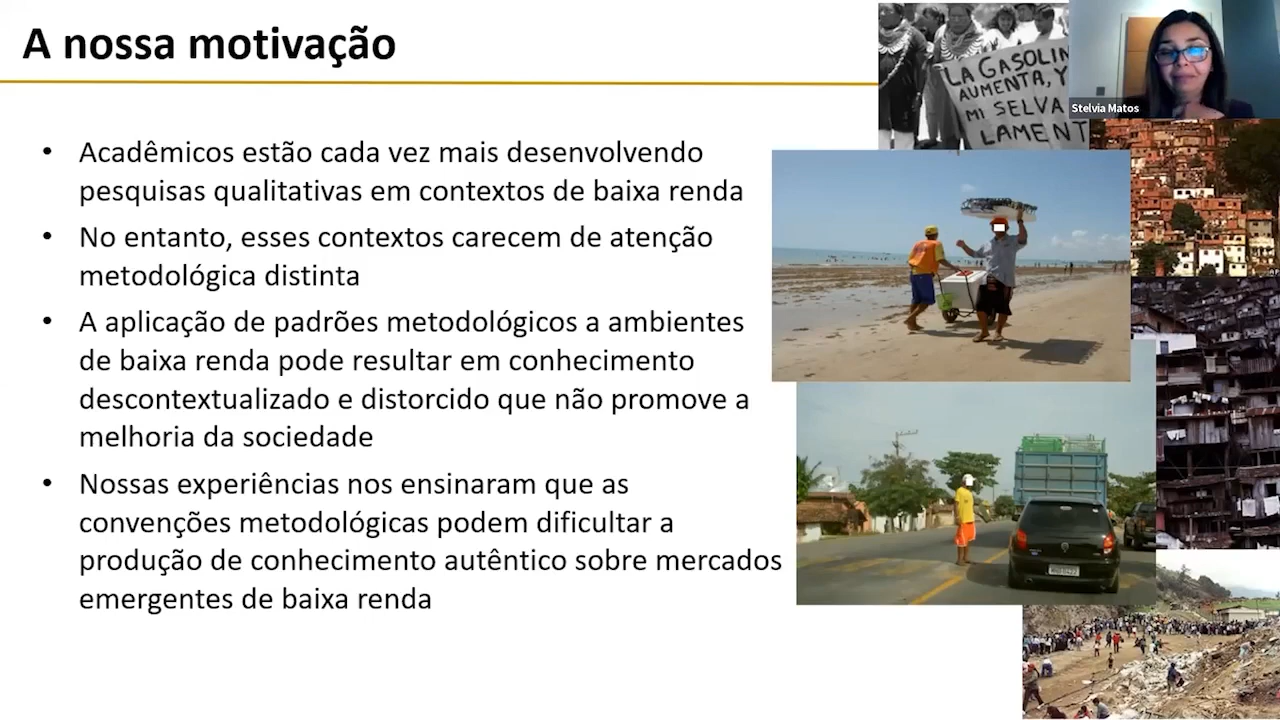 A nossa motivação
LA GASOLIN
AUMENTA, Y
MI SELVA
LAMENT
Stelvia Matos
• Acadêmicos estão cada vez mais desenvolvendo
pesquisas qualitativas em contextos de baixa renda
• No entanto, esses contextos carecem de atenção
metodológica distinta
• A aplicação de padrões metodológicos a ambientes
de baixa renda pode resultar em conhecimento
descontextualizado e distorcido que não promove a
melhoria da sociedade
• Nossas experiências nos ensinaram que as
convenções metodológicas podem dificultar a
produção de conhecimento autêntico sobre mercados
emergentes de baixa renda